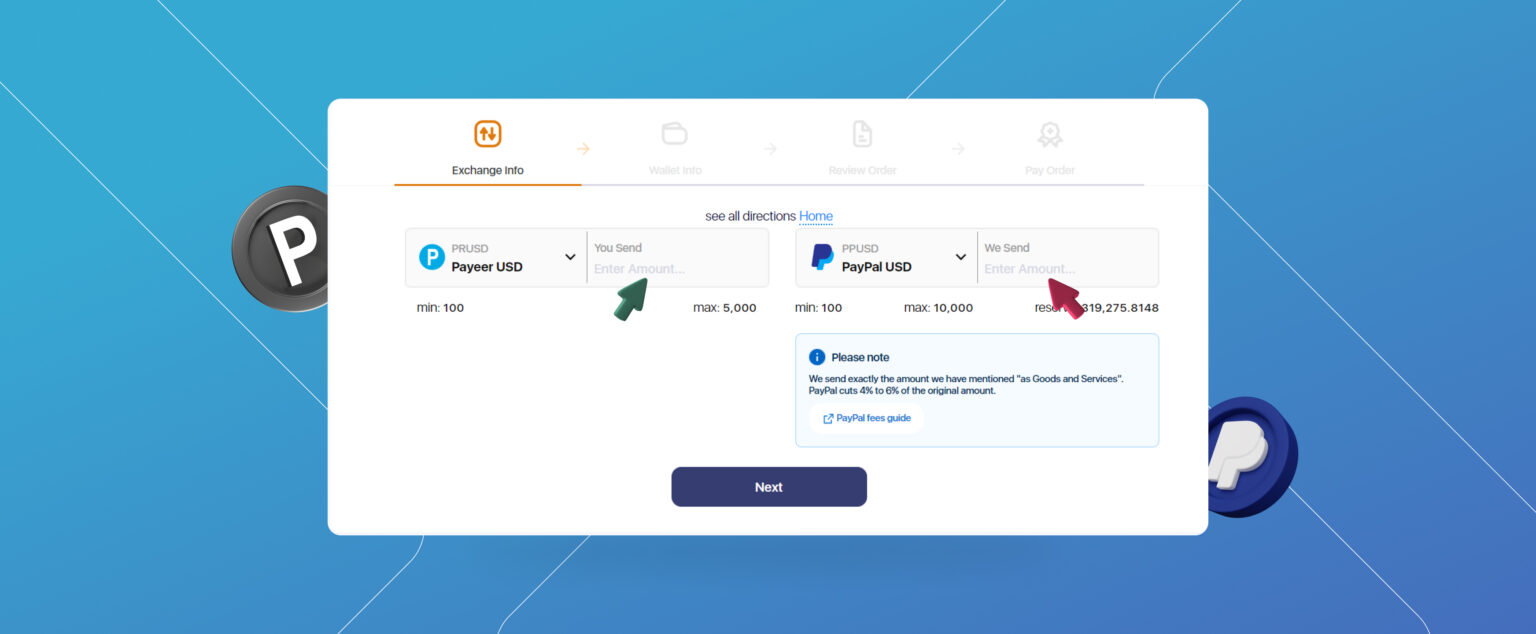 Exchange Info
Wallet Info
Review Order
Pay Order
see all directions Home
PRUSD
Payeer USD
You Send
Enter Amount...
PPUSD
PayPal USD
We Send
Enter Amount...
min: 100
max: 5,000
min: 100
max: 10,000
319,275.8148
Please note
We send exactly the amount we have mentioned "as Goods and Services".
PayPal cuts 4% to 6% of the original amount.
PayPal fees guide
Next
P
P